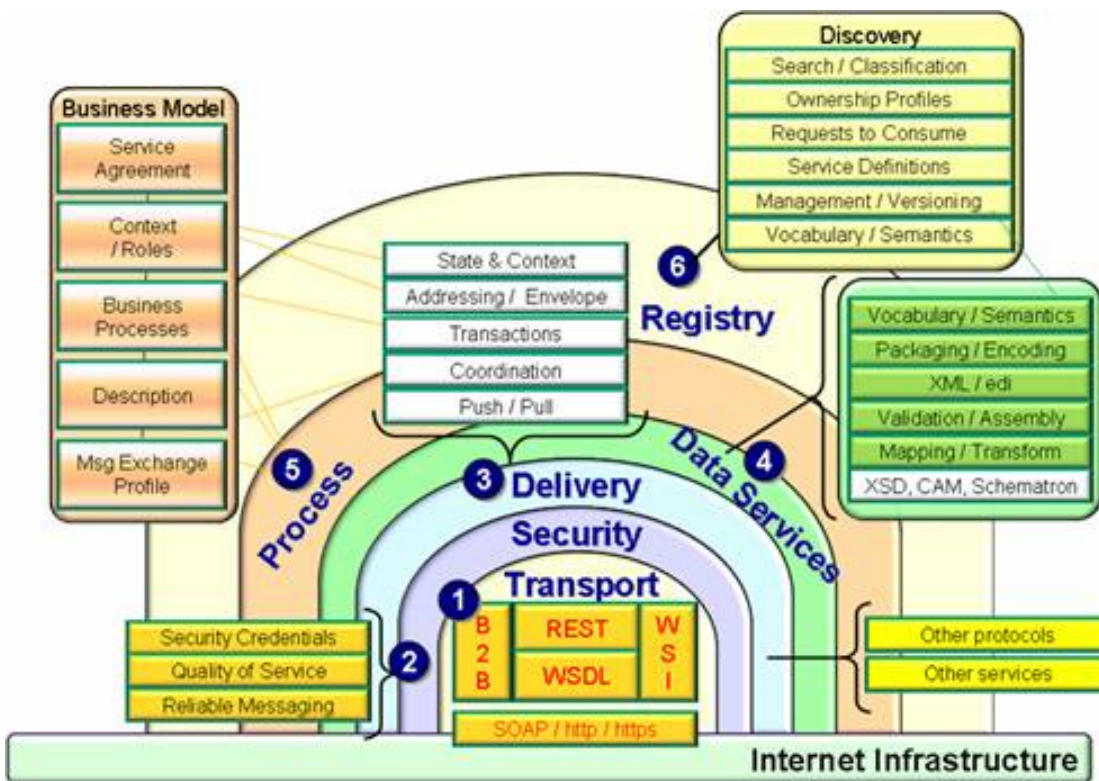 Discovery
Search / Classification
Ownership Profiles
Requests to Consume
Service Definitions
Management / Versioning
Vocabulary / Semantics
Business Model
Service
Agreement
Context
/ Roles
Business
Processes
Description
Msg Exchange
Profile
State & Context
Addressing / Envelope
Transactions
Coordination
Push / Pull
6
Registry
Vocabulary / Semantics
Packaging / Encoding
XML / edi
Validation / Assembly
Mapping / Transform
XSD, CAM, Schematron
5
Process
4
Data Services
3
Delivery
Security
Transport
1
B2B
REST
WSDL
WSI
SOAP / http / https
2
Security Credentials
Quality of Service
Reliable Messaging
Other protocols
Other services
Internet Infrastructure